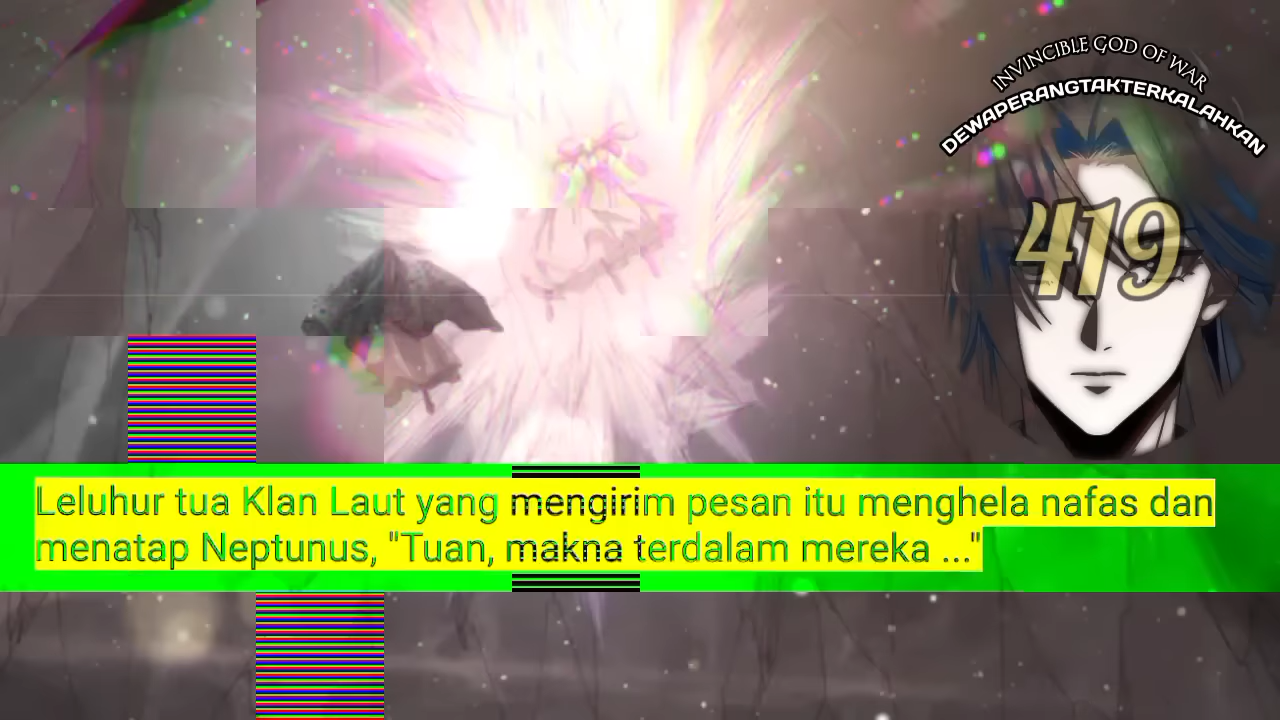 INVINCIBLE GOD OF WAR
DEWAPERANGTAKTERKALAHKAN
419
Leluhur tua Klan Laut yang mengirim pesan itu menghela nafas dan
menatap Neptunus, "Tuan, makna terdalam mereka ..."